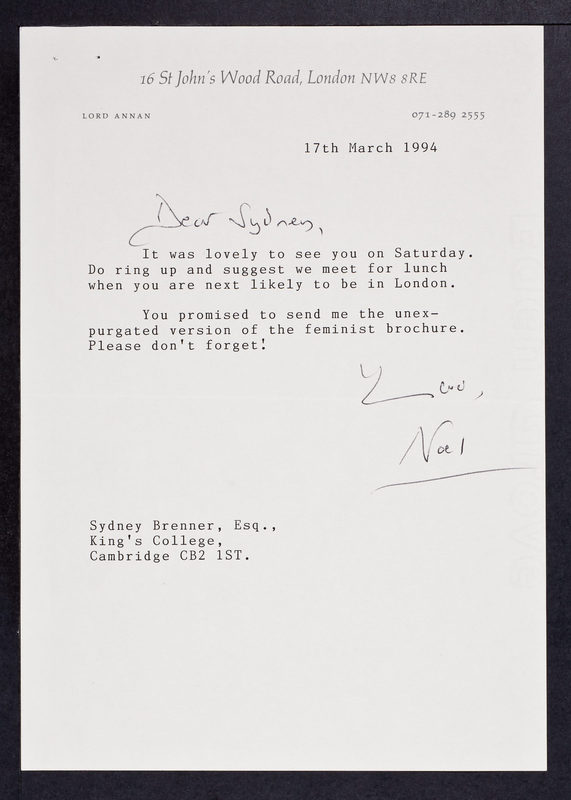 16 St John's Wood Road, London NW8 8RE
LORD ANNAN 071-289 2555
17th March 1994
Dear Sydney,
It was lovely to see you on Saturday.
Do ring up and suggest we meet for lunch
when you are next likely to be in London.
You promised to send me the unex-
purgated version of the feminist brochure.
Please don't forget!
Noel
Sydney Brenner, Esq.,
King's College,
Cambridge CB2 1ST.